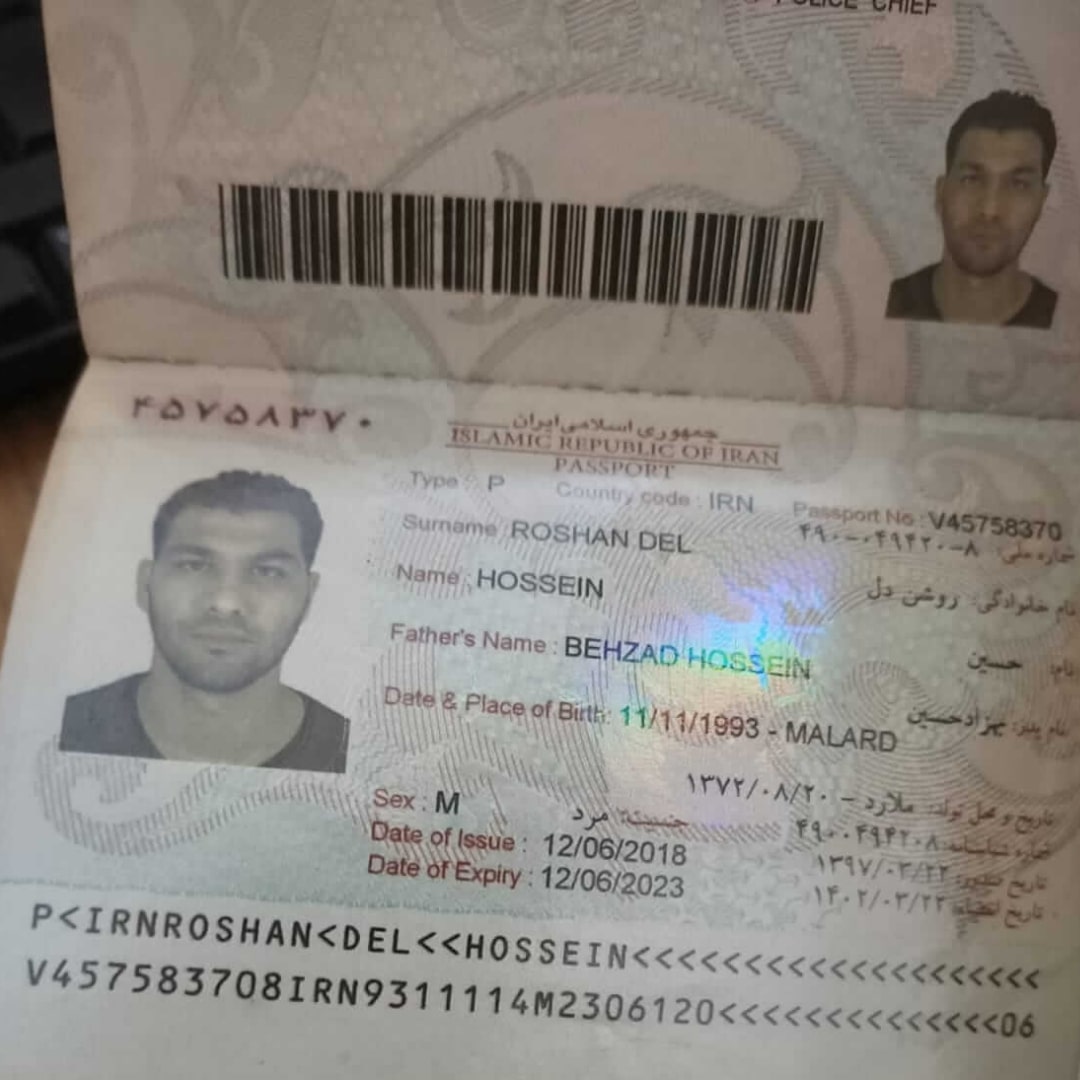 POLICE CHIEF
۴۵۷۵۸۳۷۰
جمهوری اسلامی ایران
ISLAMIC REPUBLIC OF IRAN
PASSPORT
Type : P Country code : IRN Passport No : V45758370
شماره ملی: ۴۹۰-۰۴۹۴۲۰-۸
Surname ROSHAN DEL
نام خانوادگی: روشن دل
Name : HOSSEIN
نام: حسین
Father's Name : BEHZAD HOSSEIN
نام پدر: بهزادحسین
Date & Place of Birth: 11/11/1993 - MALARD
تاریخ و محل تولد: ملارد - ۱۳۷۲/۰۸/۲۰
Sex : M جنسیت: مرد
شماره شناسنامه: ۴۹۰۰۴۹۴۲۰۸
Date of Issue : 12/06/2018
تاریخ صدور: ۱۳۹۷/۰۳/۲۲
Date of Expiry : 12/06/2023
تاریخ انقضاء: ۱۴۰۲/۰۳/۲۲
P<IRNROSHAN<DEL<<HOSSEIN<<<<<<<<<<<<<<<<<<<<
V457583708IRN9311114M2306120<<<<<<<<<<<<<<06